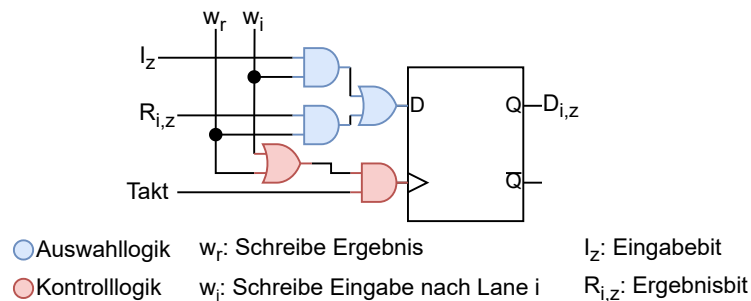 w_r w_i
I_z
D Q D_i,z
R_i,z
Q̅
Takt
Auswahllogik w_r: Schreibe Ergebnis I_z: Eingabebit
Kontrolllogik w_i: Schreibe Eingabe nach Lane i R_i,z: Ergebnisbit